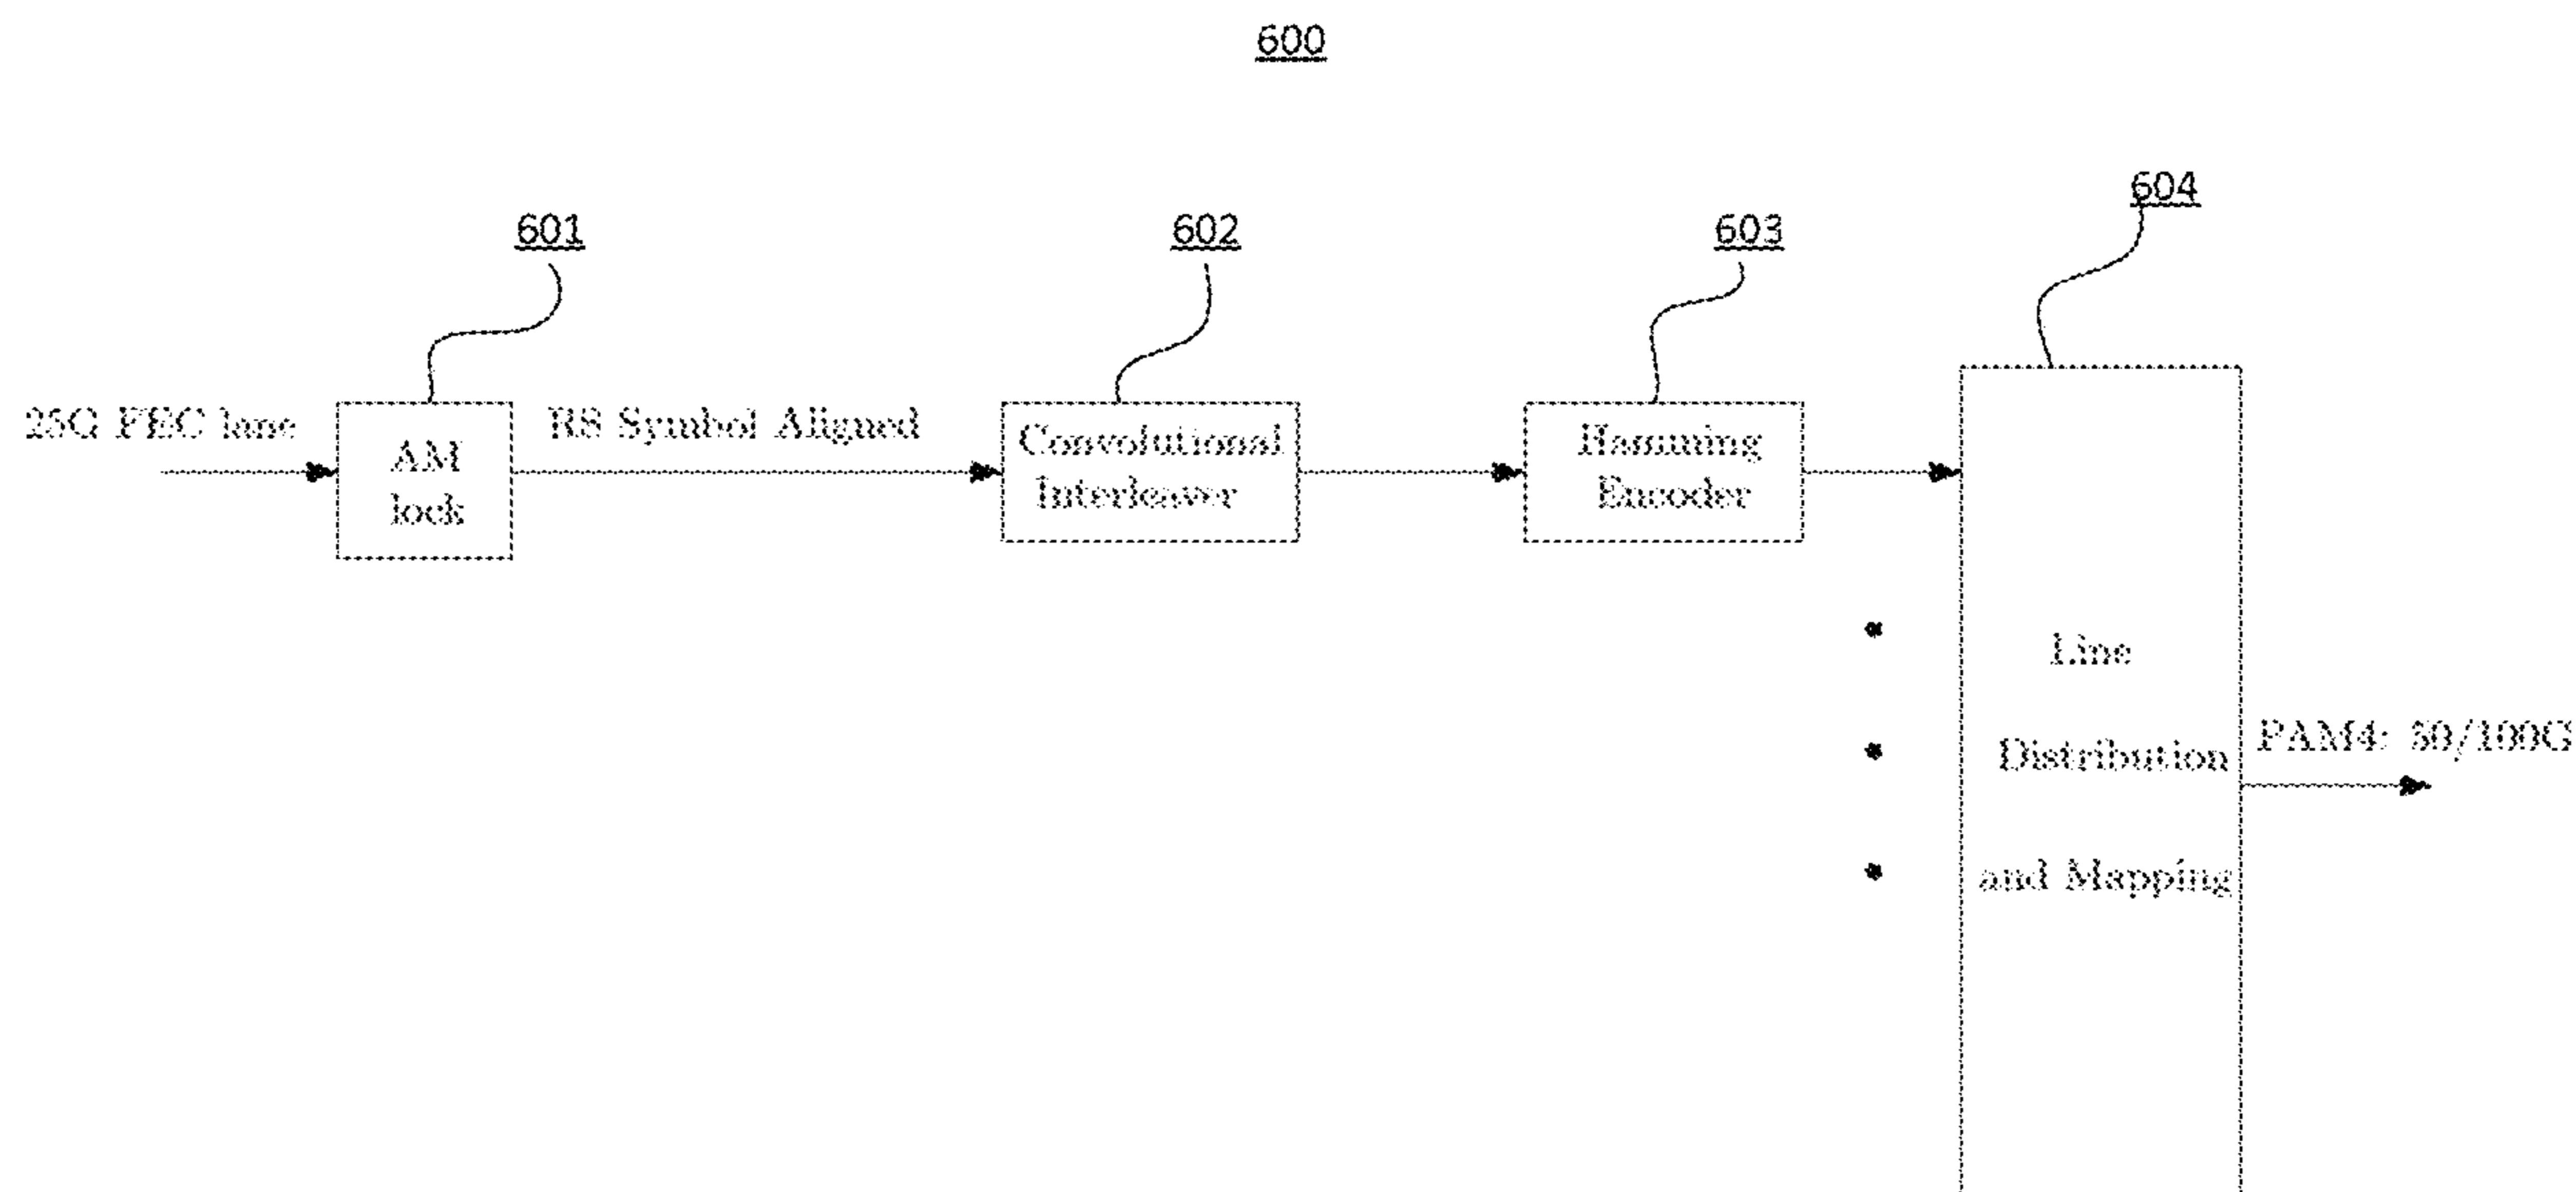 600
601
602
603
604
25G FEC lane
AM
lock
RS Symbol Aligned
Convolutional
Interleaver
Hamming
Encoder
Line
Distribution
and Mapping
PAM4: 50/100G